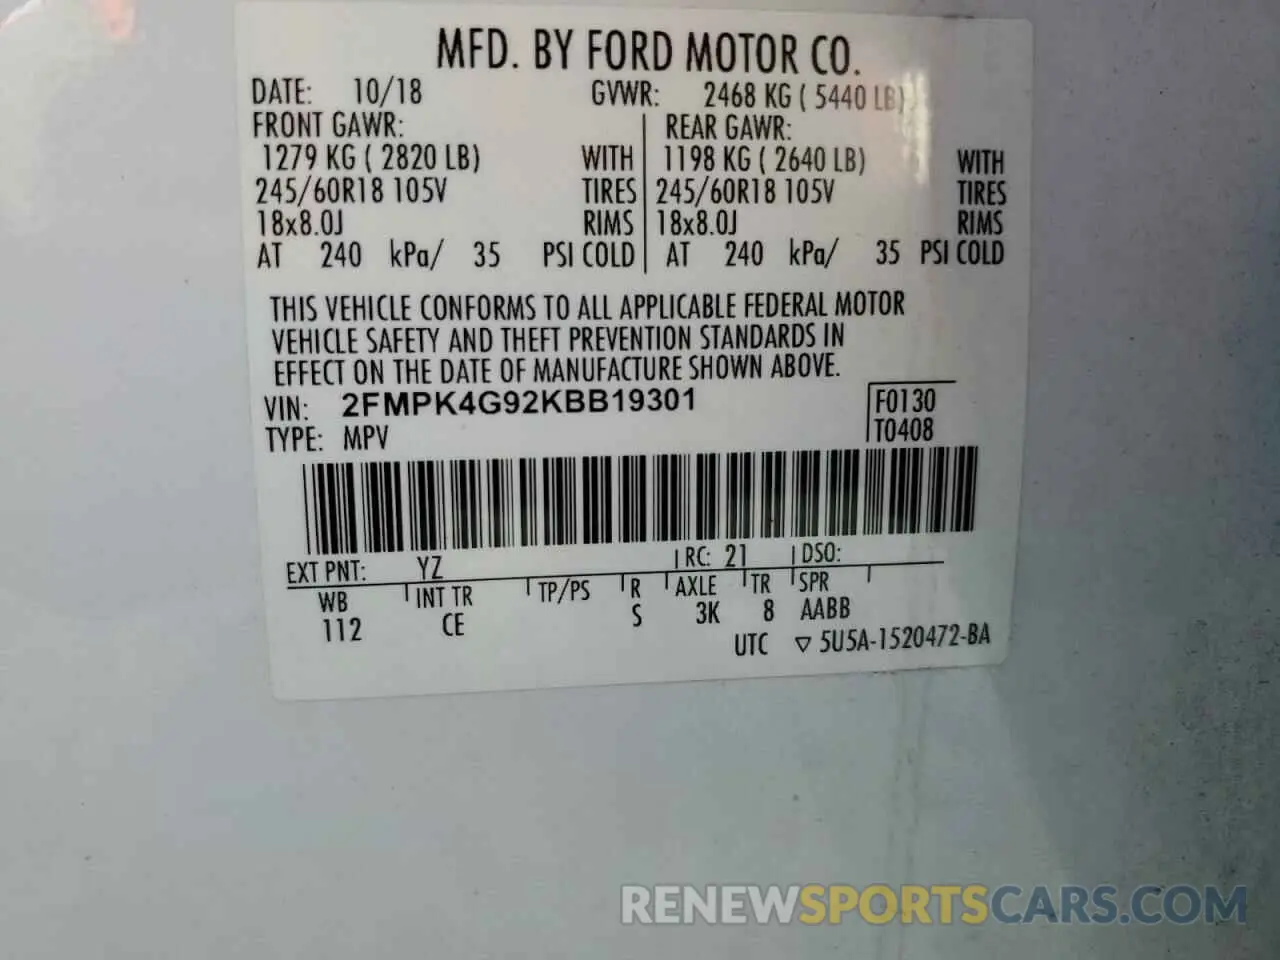 MFD. BY FORD MOTOR CO.
DATE: 10/18 GVWR: 2468 KG ( 5440 LB)
FRONT GAWR: REAR GAWR:
1279 KG ( 2820 LB) WITH 1198 KG ( 2640 LB) WITH
245/60R18 105V TIRES 245/60R18 105V TIRES
18x8.0J RIMS 18x8.0J RIMS
AT 240 kPa/ 35 PSI COLD AT 240 kPa/ 35 PSI COLD
THIS VEHICLE CONFORMS TO ALL APPLICABLE FEDERAL MOTOR
VEHICLE SAFETY AND THEFT PREVENTION STANDARDS IN
EFFECT ON THE DATE OF MANUFACTURE SHOWN ABOVE.
VIN: 2FMPK4G92KBB19301 F0130
TYPE: MPV T0408
EXT PNT: YZ RC: 21 DSO:
WB INT TR TP/PS R AXLE TR SPR
112 CE S 3K 8 AABB
UTC ▽ 5U5A-1520472-BA
RENEWSPORTSCARS.COM